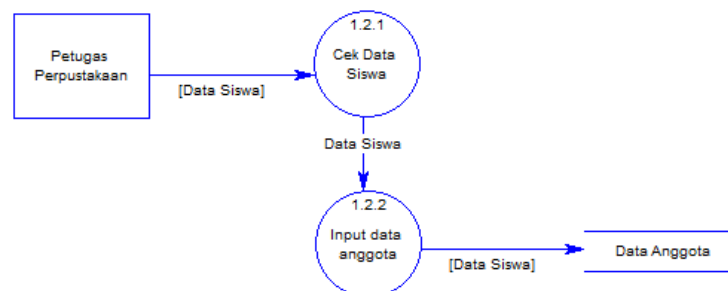 1.2.1
Petugas
Perpustakaan
Cek Data
Siswa
[Data Siswa]
Data Siswa
1.2.2
Input data
anggota
Data Anggota
[Data Siswa]